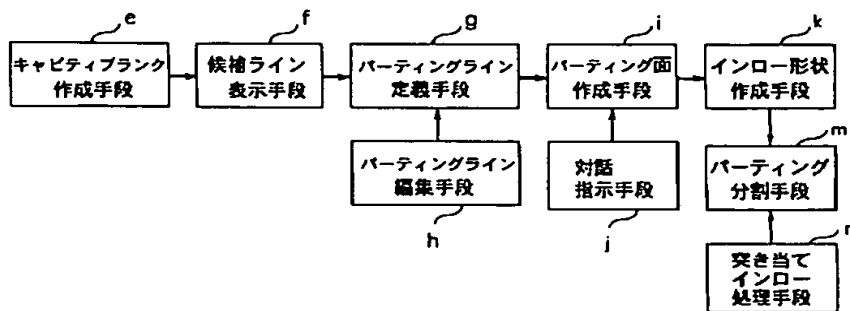 e
キャビティブランク
作成手段
f
候補ライン
表示手段
g
パーティングライン
定義手段
i
パーティング面
作成手段
k
インロー形状
作成手段
パーティングライン
編集手段
h
対話
指示手段
j
m
パーティング
分割手段
n
突き当て
インロー
処理手段